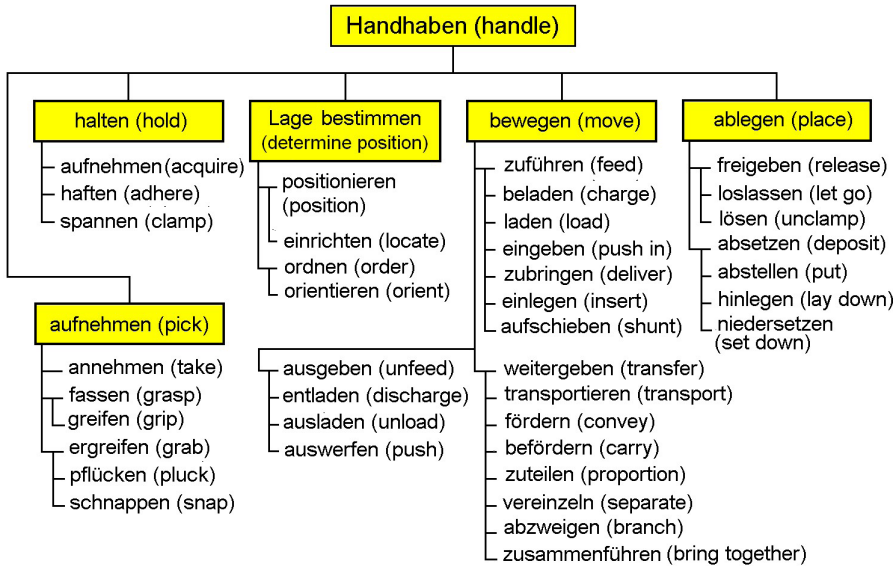 Handhaben (handle)
halten (hold)
aufnehmen (acquire)
haften (adhere)
spannen (clamp)
Lage bestimmen
(determine position)
positionieren
(position)
einrichten (locate)
ordnen (order)
orientieren (orient)
bewegen (move)
zuführen (feed)
beladen (charge)
laden (load)
eingeben (push in)
zubringen (deliver)
einlegen (insert)
aufschieben (shunt)
ablegen (place)
freigeben (release)
loslassen (let go)
lösen (unclamp)
absetzen (deposit)
abstellen (put)
hinlegen (lay down)
niedersetzen
(set down)
aufnehmen (pick)
annehmen (take)
fassen (grasp)
greifen (grip)
ergreifen (grab)
pflücken (pluck)
schnappen (snap)
ausgeben (unfeed)
entladen (discharge)
ausladen (unload)
auswerfen (push)
weitergeben (transfer)
transportieren (transport)
fördern (convey)
befördern (carry)
zuteilen (proportion)
vereinzeln (separate)
abzweigen (branch)
zusammenführen (bring together)